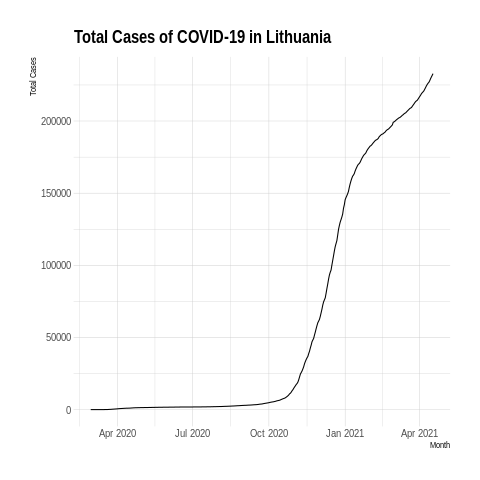 Total Cases of COVID-19 in Lithuania
Total Cases
200000
150000
100000
50000
0
Apr 2020 Jul 2020 Oct 2020 Jan 2021 Apr 2021
Month